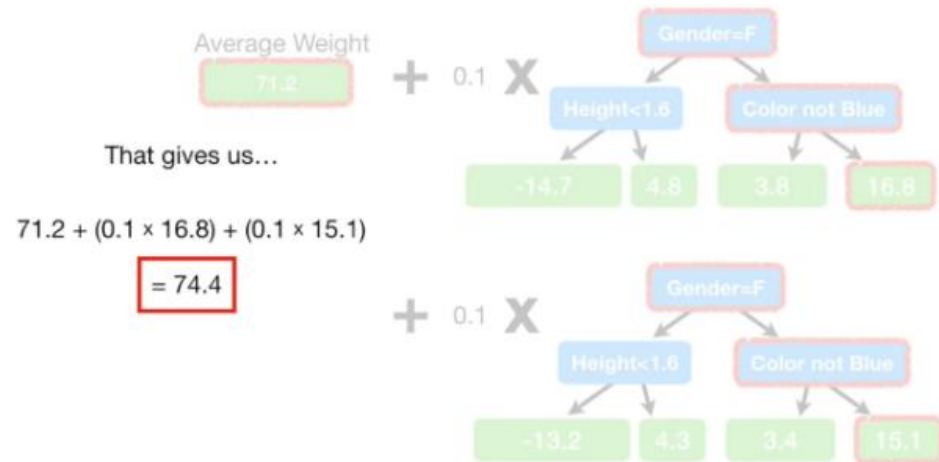 Average Weight
71.2
+ 0.1 X
Gender=F
Height<1.6 Color not Blue
-14.7 4.8 3.8 16.8
That gives us...
71.2 + (0.1 × 16.8) + (0.1 × 15.1)
= 74.4
+ 0.1 X
Gender=F
Height<1.6 Color not Blue
-13.2 4.3 3.4 15.1